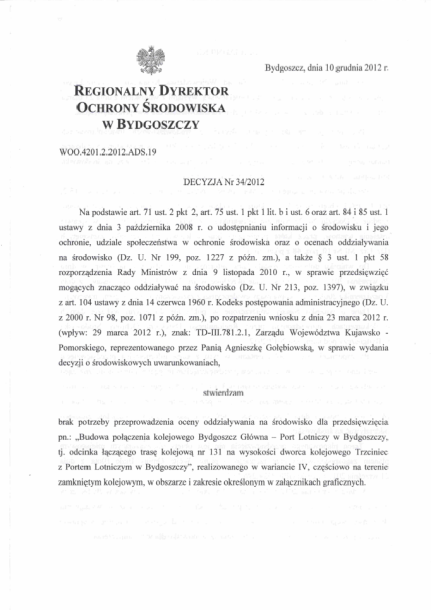 Bydgoszcz, dnia 10 grudnia 2012 r.
REGIONALNY DYREKTOR
OCHRONY ŚRODOWISKA
W BYDGOSZCZY
WOO.4201.2.2012.ADS.19
DECYZJA Nr 34/2012
Na podstawie art. 71 ust. 2 pkt 2, art. 75 ust. 1 pkt 1 lit. b i ust. 6 oraz art. 84 i 85 ust. 1
ustawy z dnia 3 października 2008 r. o udostępnianiu informacji o środowisku i jego
ochronie, udziale społeczeństwa w ochronie środowiska oraz o ocenach oddziaływania
na środowisko (Dz. U. Nr 199, poz. 1227 z późn. zm.), a także § 3 ust. 1 pkt 58
rozporządzenia Rady Ministrów z dnia 9 listopada 2010 r., w sprawie przedsięwzięć
mogących znacząco oddziaływać na środowisko (Dz. U. Nr 213, poz. 1397), w związku
z art. 104 ustawy z dnia 14 czerwca 1960 r. Kodeks postępowania administracyjnego (Dz. U.
z 2000 r. Nr 98, poz. 1071 z późn. zm.), po rozpatrzeniu wniosku z dnia 23 marca 2012 r.
(wpływ: 29 marca 2012 r.), znak: TD-III.781.2.1, Zarządu Województwa Kujawsko -
Pomorskiego, reprezentowanego przez Panią Agnieszkę Gołębiowską, w sprawie wydania
decyzji o środowiskowych uwarunkowaniach,
stwierdzam
brak potrzeby przeprowadzenia oceny oddziaływania na środowisko dla przedsięwzięcia
pn.: „Budowa połączenia kolejowego Bydgoszcz Główna – Port Lotniczy w Bydgoszczy,
tj. odcinka łączącego trasę kolejową nr 131 na wysokości dworca kolejowego Trzciniec
z Portem Lotniczym w Bydgoszczy”, realizowanego w wariancie IV, częściowo na terenie
zamkniętym kolejowym, w obszarze i zakresie określonym w załącznikach graficznych.